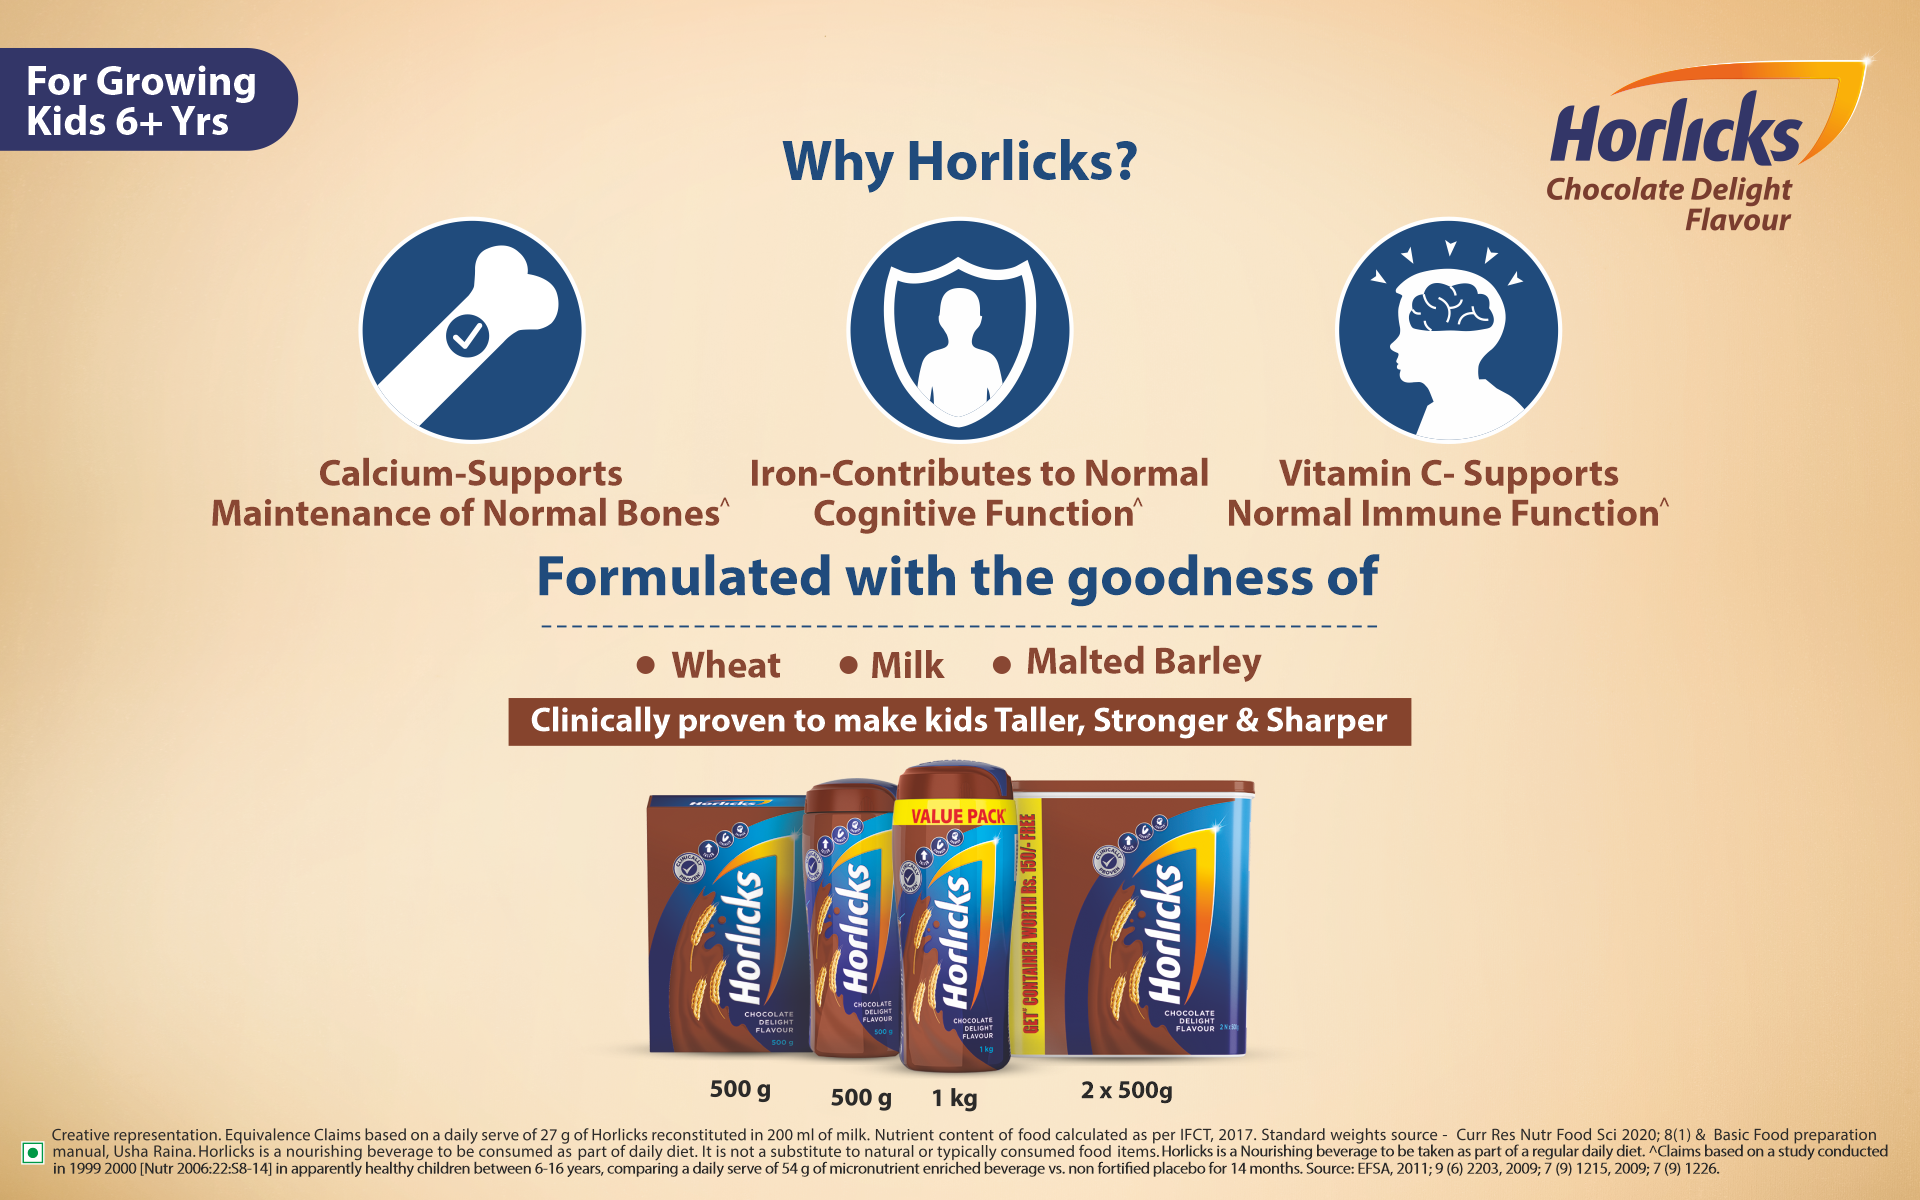 For Growing
Kids 6+ Yrs
Horlicks
Chocolate Delight
Flavour
Why Horlicks?
Calcium-Supports
Maintenance of Normal Bones^
Iron-Contributes to Normal
Cognitive Function^
Vitamin C- Supports
Normal Immune Function^
Formulated with the goodness of
• Wheat • Milk • Malted Barley
Clinically proven to make kids Taller, Stronger & Sharper
Horlicks
CLINICALLY PROVEN
Horlicks
CHOCOLATE
DELIGHT
FLAVOUR
500 g
Horlicks
CHOCOLATE
DELIGHT
FLAVOUR
500 g
VALUE PACK
Horlicks
CHOCOLATE
DELIGHT
FLAVOUR
1 kg
GET* CONTAINER WORTH Rs. 150/- FREE
CLINICALLY PROVEN
Horlicks
CHOCOLATE
DELIGHT
FLAVOUR
500 g
500 g
1 kg
2 x 500g
Creative representation. Equivalence Claims based on a daily serve of 27 g of Horlicks reconstituted in 200 ml of milk. Nutrient content of food calculated as per IFCT, 2017. Standard weights source - Curr Res Nutr Food Sci 2020; 8(1) & Basic Food preparation
manual, Usha Raina. Horlicks is a nourishing beverage to be consumed as part of daily diet. It is not a substitute to natural or typically consumed food items. Horlicks is a Nourishing beverage to be taken as part of a regular daily diet. ^Claims based on a study conducted
in 1999 2000 [Nutr 2006:22:S8-14] in apparently healthy children between 6-16 years, comparing a daily serve of 54 g of micronutrient enriched beverage vs. non fortified placebo for 14 months. Source: EFSA, 2011; 9 (6) 2203, 2009; 7 (9) 1215, 2009; 7 (9) 1226.